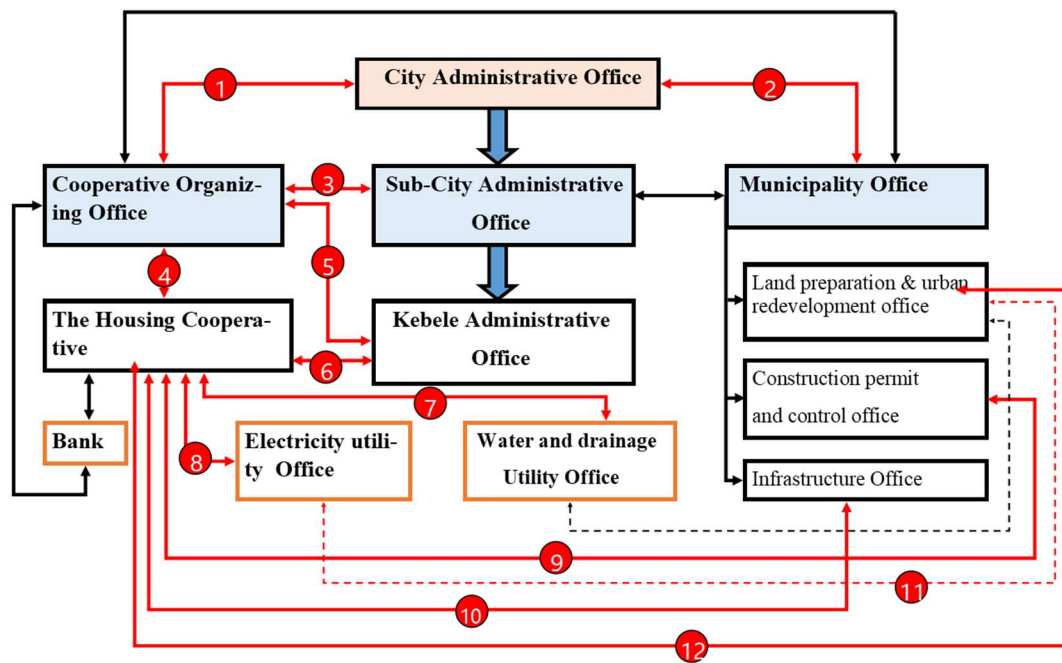 City Administrative Office
1
2
Cooperative Organiz-
ing Office
3
Sub-City Administrative
Office
Municipality Office
4
5
Land preparation & urban
redevelopment office
The Housing Coopera-
tive
6
Kebele Administrative
Office
Construction permit
and control office
7
Bank
8
Electricity utili-
ty Office
Water and drainage
Utility Office
Infrastructure Office
9
11
10
12